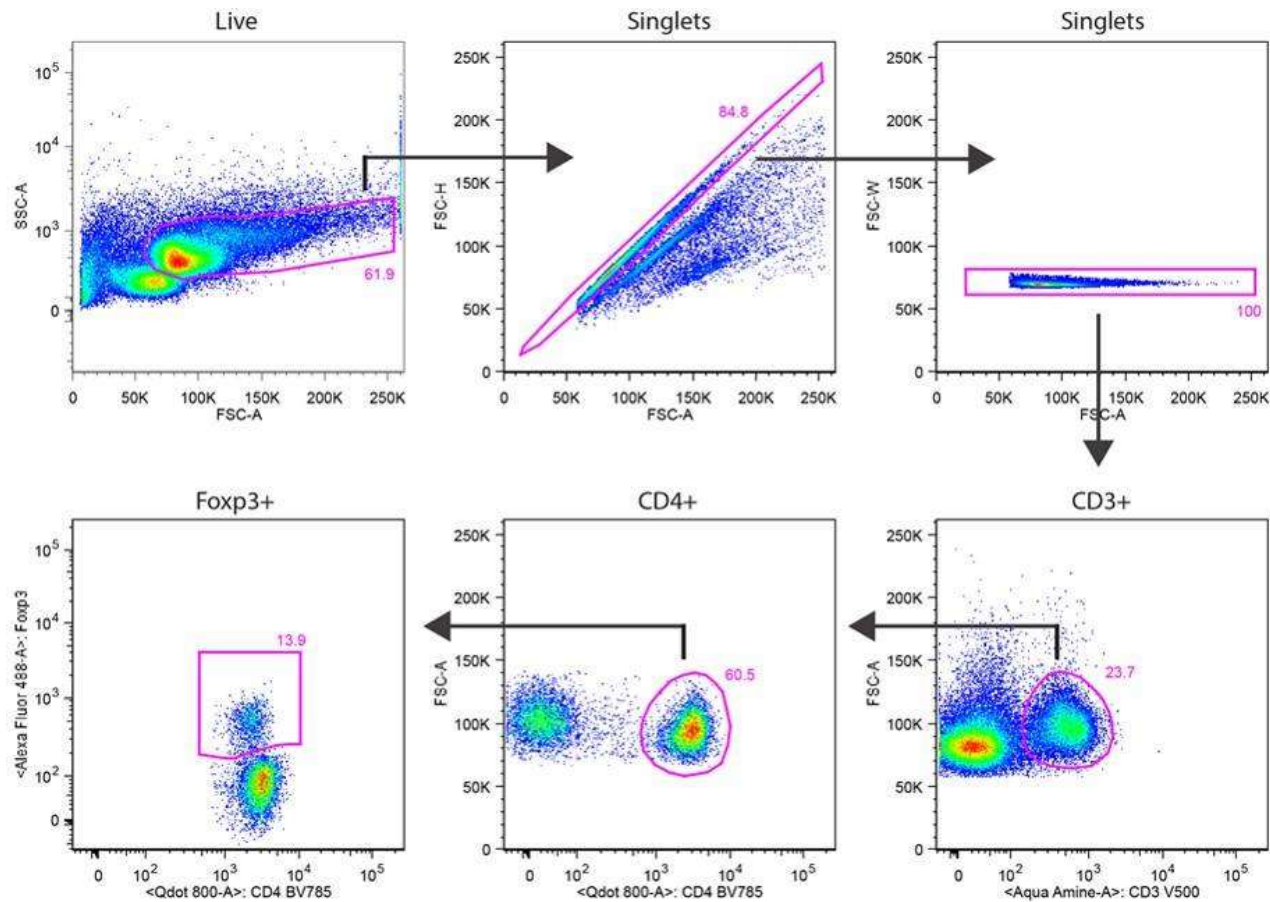 Live
Singlets
Singlets
10^5
10^4
10^3
0
SSC-A
61.9
0 50K 100K 150K 200K 250K
FSC-A
250K
200K
150K
100K
50K
0
FSC-H
84.8
0 50K 100K 150K 200K 250K
FSC-A
250K
200K
150K
100K
50K
0
FSC-W
100
0 50K 100K 150K 200K 250K
FSC-A
Foxp3+
CD4+
CD3+
10^5
10^4
10^3
10^2
0
<Alexa Fluor 488-A>: Foxp3
13.9
0 10^2 10^3 10^4 10^5
<Qdot 800-A>: CD4 BV785
250K
200K
150K
100K
50K
0
FSC-A
60.5
0 10^2 10^3 10^4 10^5
<Qdot 800-A>: CD4 BV785
250K
200K
150K
100K
50K
0
FSC-A
23.7
0 10^2 10^3 10^4 10^5
<Aqua Amine-A>: CD3 V500